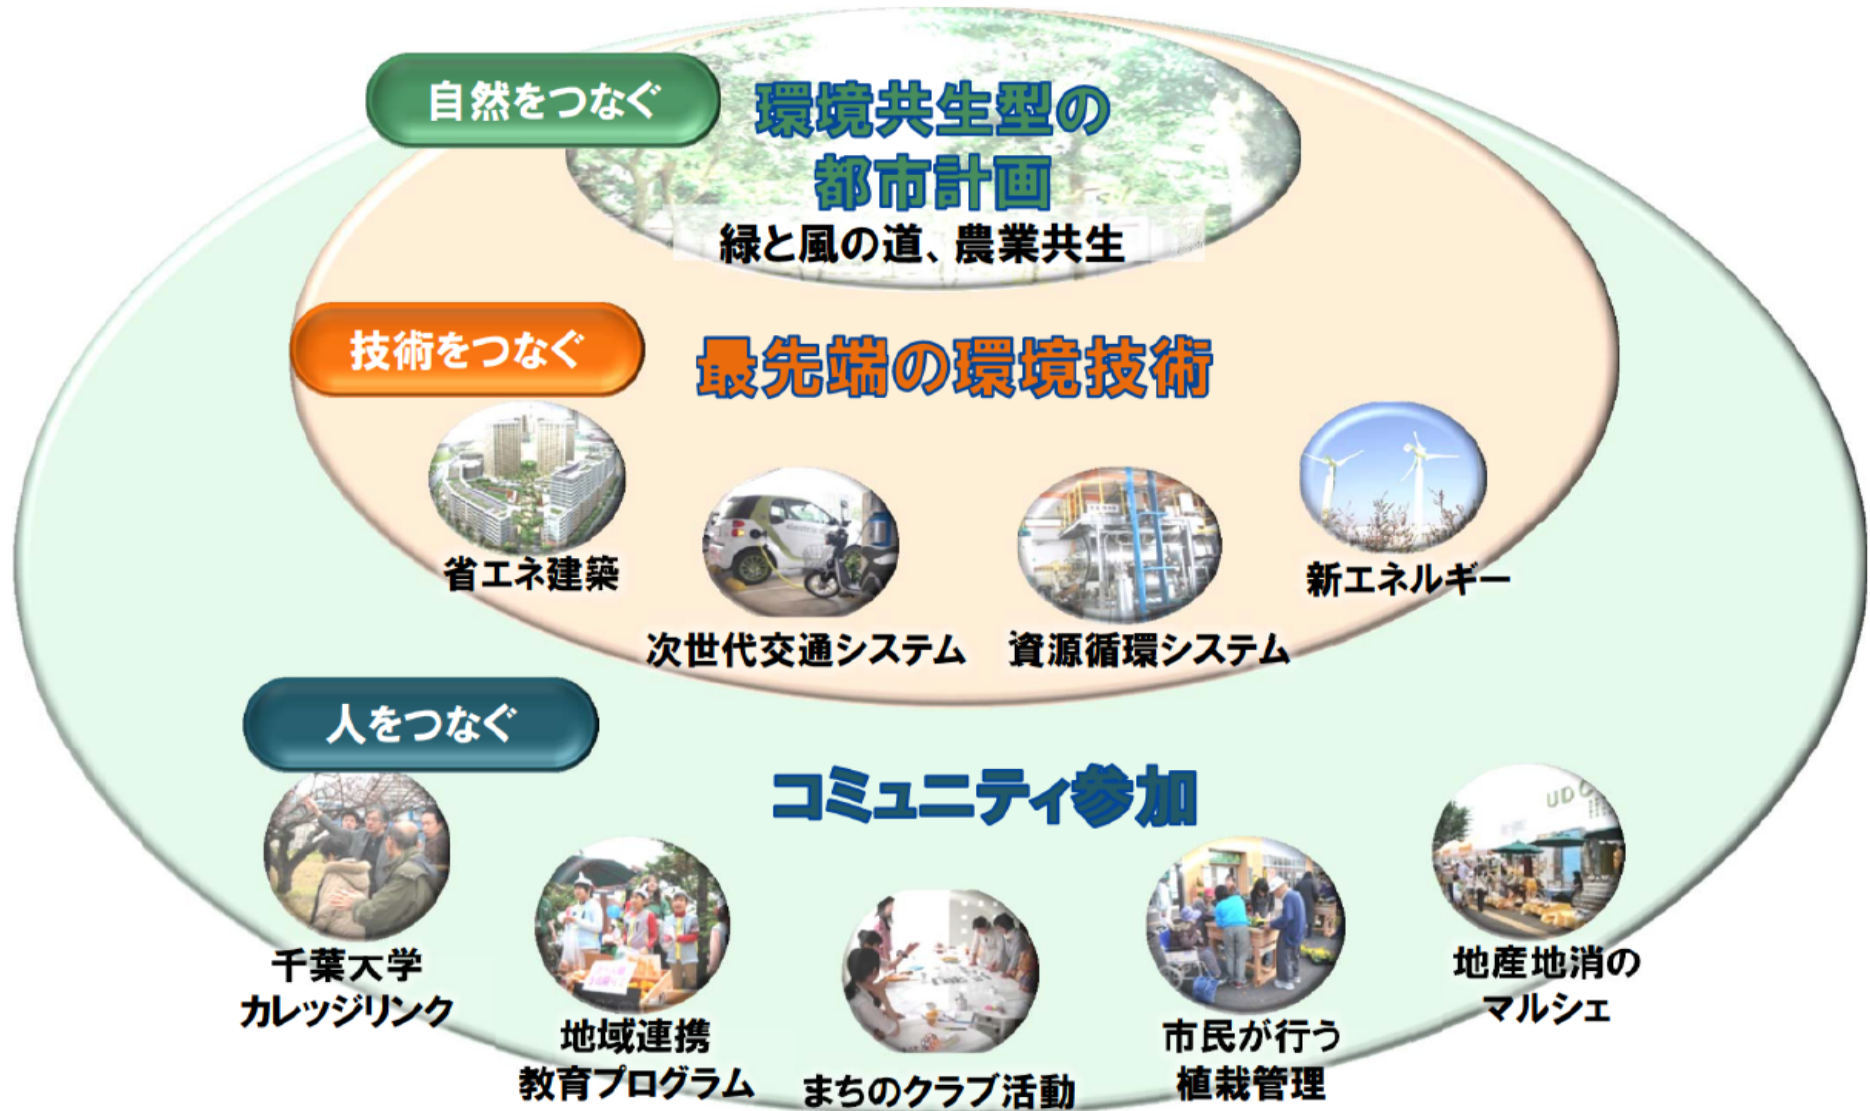 自然をつなぐ
環境共生型の
都市計画
緑と風の道、農業共生
技術をつなぐ
最先端の環境技術
省エネ建築
次世代交通システム
資源循環システム
新エネルギー
人をつなぐ
コミュニティ参加
千葉大学
カレッジリンク
地域連携
教育プログラム
まちのクラブ活動
市民が行う
植栽管理
地産地消の
マルシェ